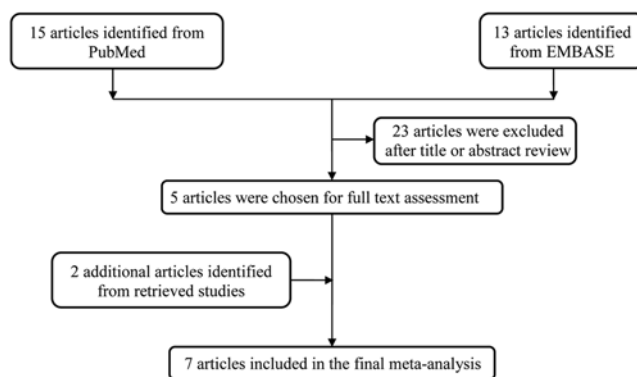 15 articles identified from
PubMed
13 articles identified
from EMBASE
23 articles were excluded
after title or abstract review
5 articles were chosen for full text assessment
2 additional articles identified
from retrieved studies
7 articles included in the final meta-analysis